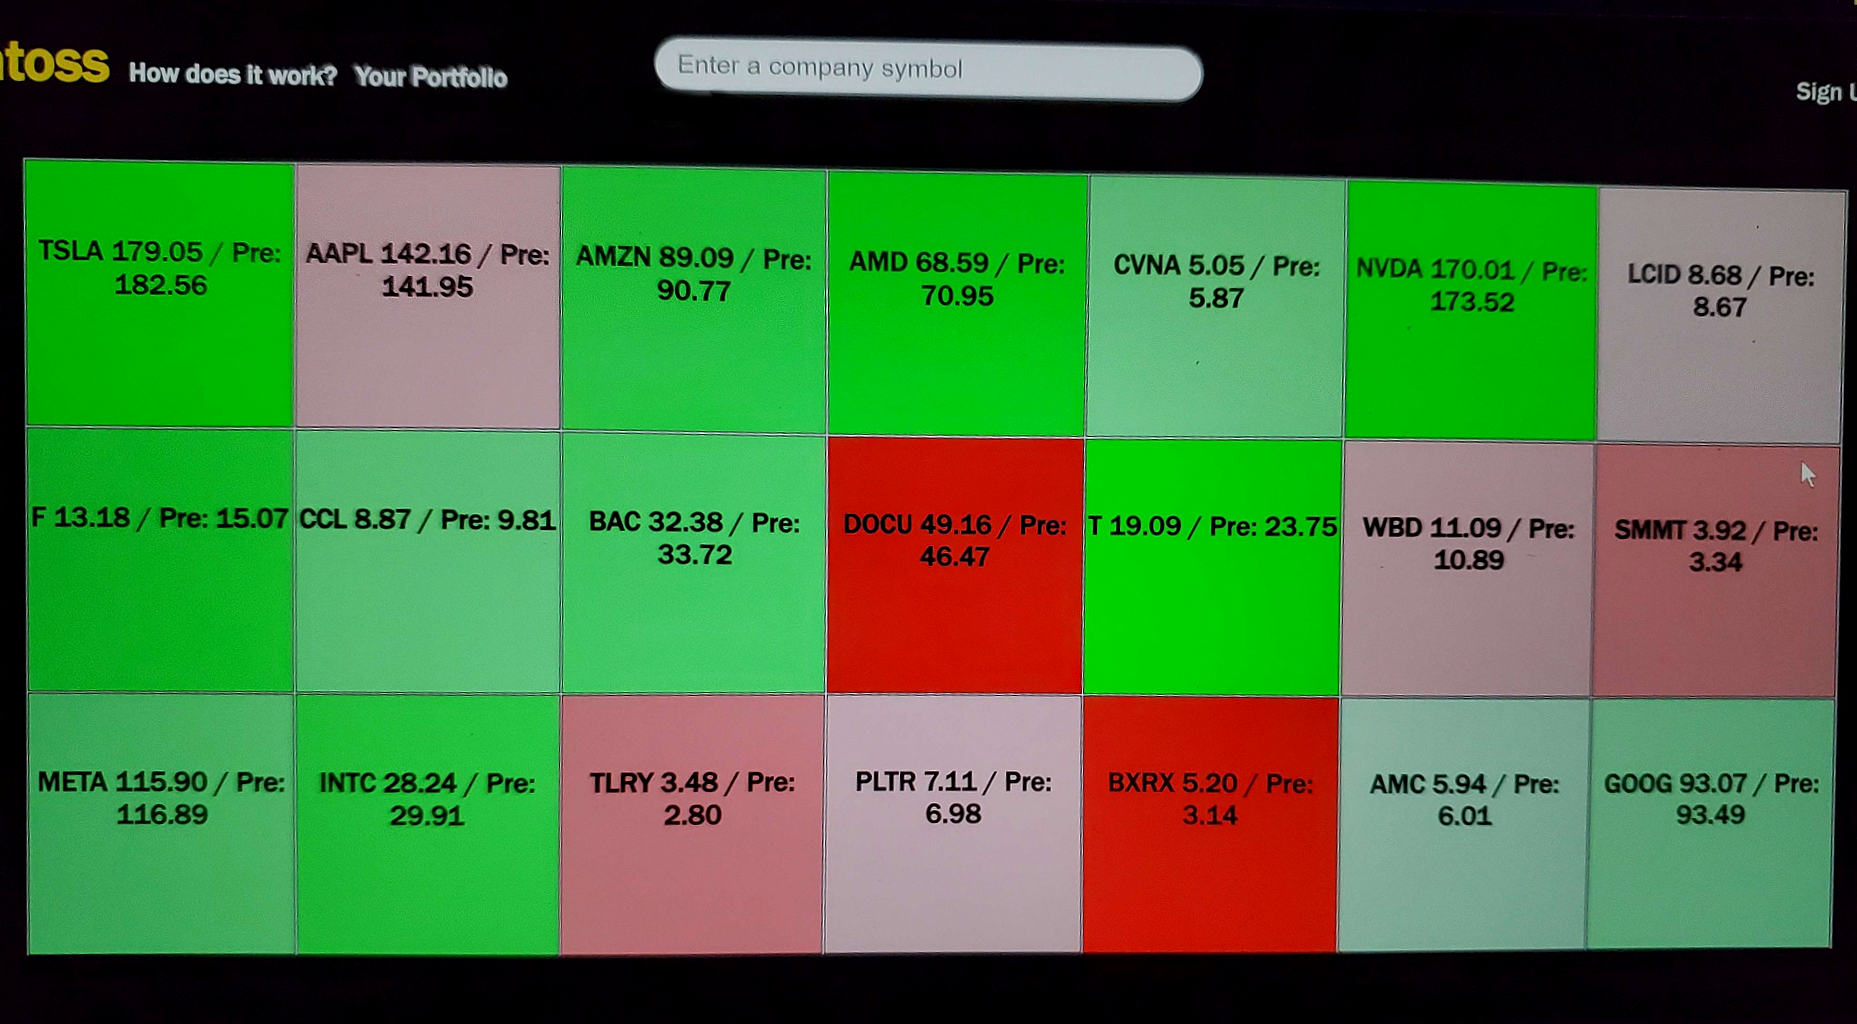 toss
How does it work? Your Portfolio
Enter a company symbol
Sign U
TSLA 179.05 / Pre:
182.56
AAPL 142.16 / Pre:
141.95
AMZN 89.09 / Pre:
90.77
AMD 68.59 / Pre:
70.95
CVNA 5.05 / Pre:
5.87
NVDA 170.01 / Pre:
173.52
LCID 8.68 / Pre:
8.67
F 13.18 / Pre: 15.07
CCL 8.87 / Pre: 9.81
BAC 32.38 / Pre:
33.72
DOCU 49.16 / Pre:
46.47
T 19.09 / Pre: 23.75
WBD 11.09 / Pre:
10.89
SMMT 3.92 / Pre:
3.34
META 115.90 / Pre:
116.89
INTC 28.24 / Pre:
29.91
TLRY 3.48 / Pre:
2.80
PLTR 7.11 / Pre:
6.98
BXRX 5.20 / Pre:
3.14
AMC 5.94 / Pre:
6.01
GOOG 93.07 / Pre:
93.49